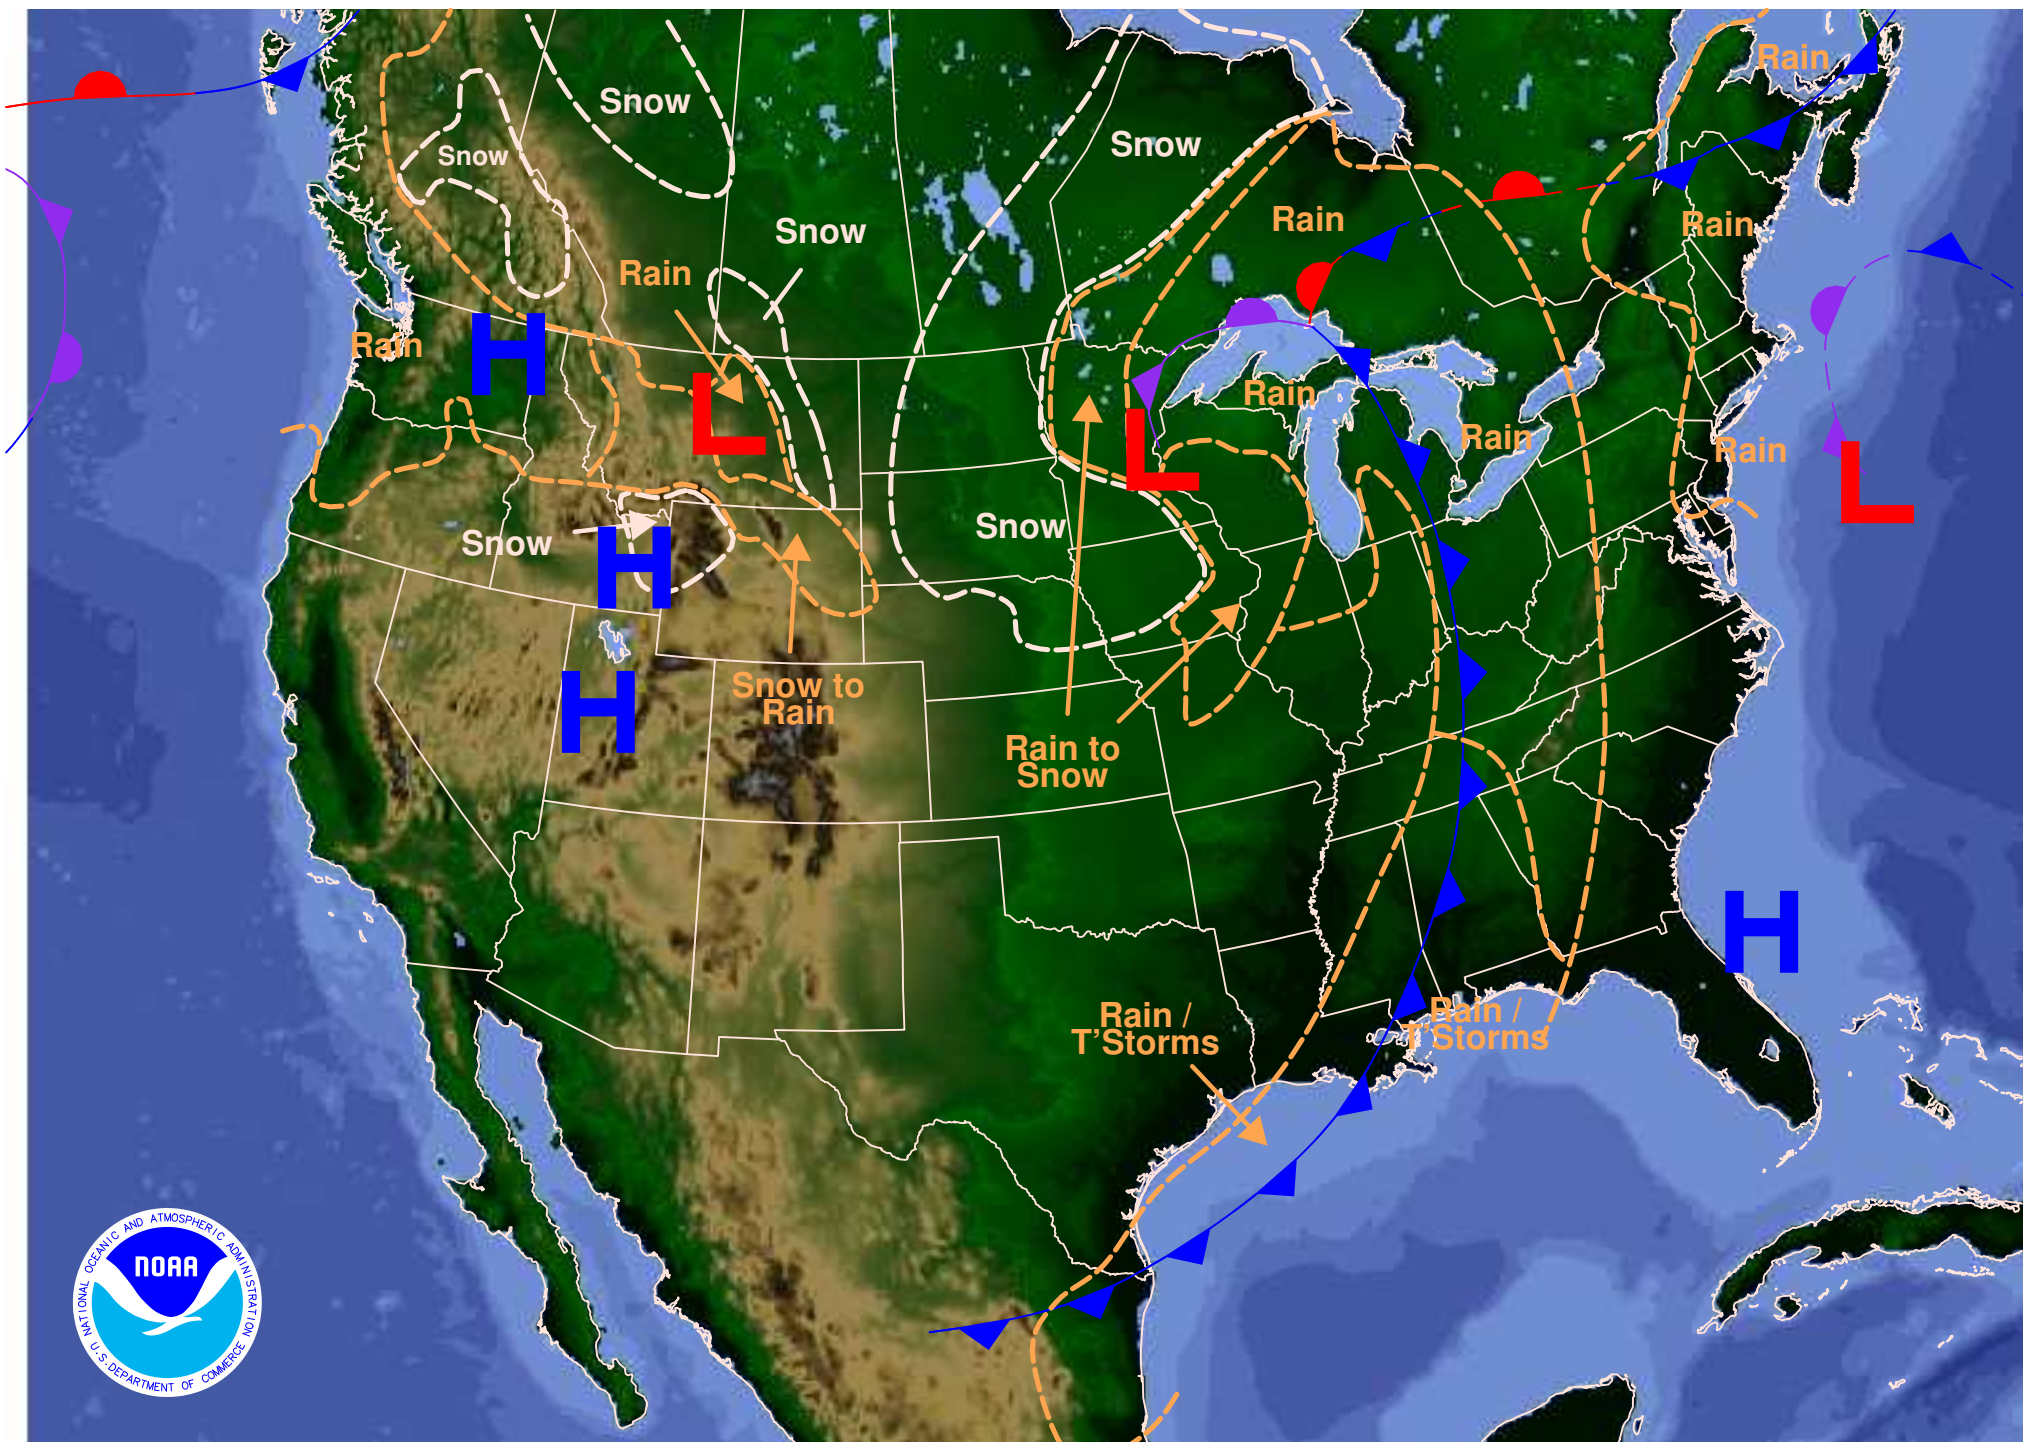 Rain
Snow
Snow
Snow
Rain
Rain
Snow
Rain
H
Rain
L
Rain
L
Rain
Rain
L
Snow
Snow
H
H
Snow to
Rain
Rain to
Snow
H
Rain /
T'Storms
Rain /
T'Storms
NATIONAL OCEANIC AND ATMOSPHERIC ADMINISTRATION
NOAA
U.S. DEPARTMENT OF COMMERCE